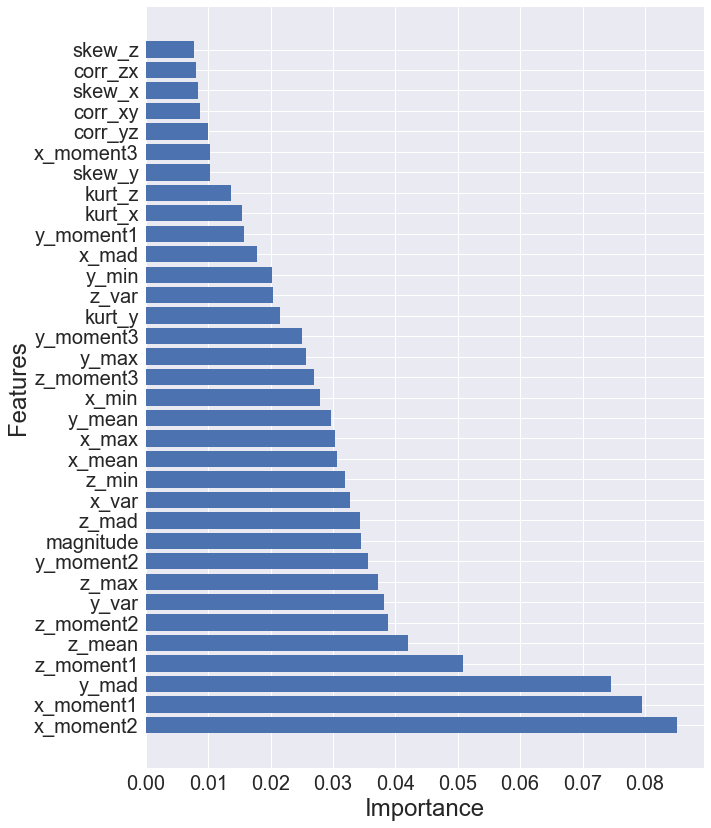 skew_z
corr_zx
skew_x
corr_xy
corr_yz
x_moment3
skew_y
kurt_z
kurt_x
y_moment1
x_mad
y_min
z_var
kurt_y
y_moment3
y_max
z_moment3
x_min
y_mean
x_max
x_mean
z_min
x_var
z_mad
magnitude
y_moment2
z_max
y_var
z_moment2
z_mean
z_moment1
y_mad
x_moment1
x_moment2
Features
0.00 0.01 0.02 0.03 0.04 0.05 0.06 0.07 0.08
Importance